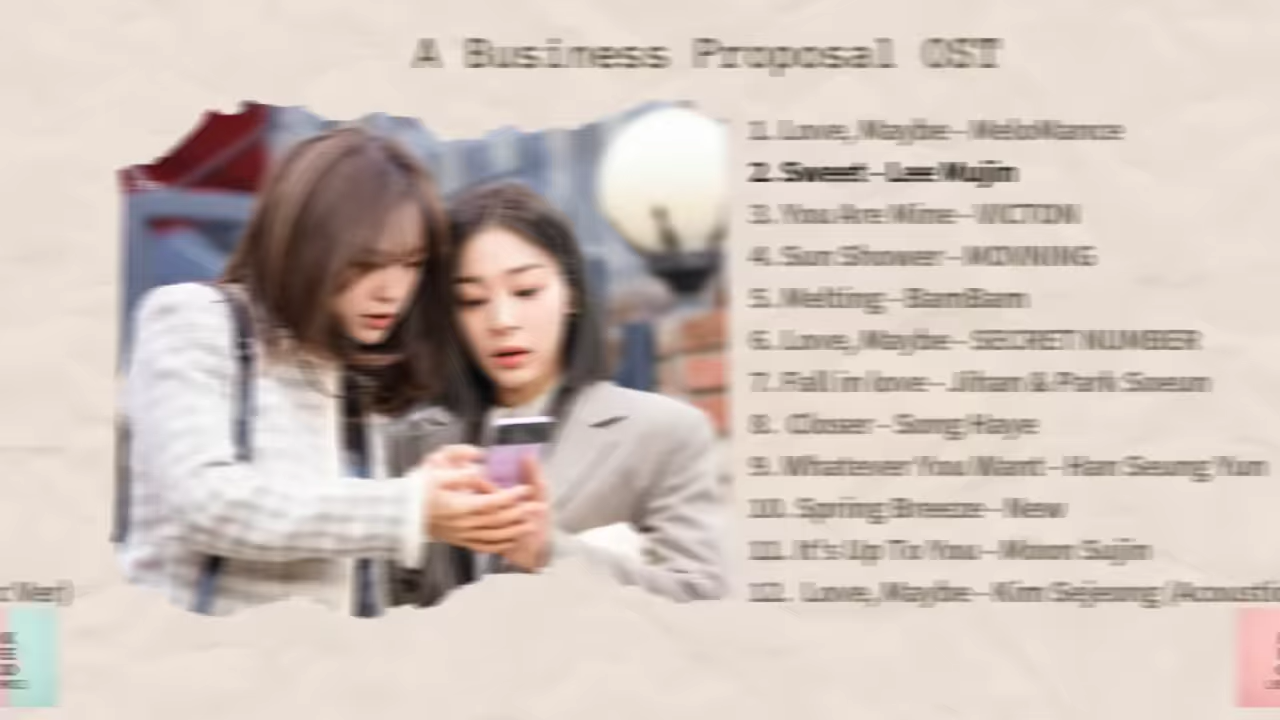 A Business Proposal OST
1. Love, Maybe - MeloMance
2. Sweet - Lee Mujin
3. You Are Mine - VICTON
4. Sun Shower - MOONNING
5. Melting - BamBam
6. Love, Maybe - SECRET NUMBER
7. Fall in love - Jihan & Park Soeun
8. Closer - Song Haye
9. Whatever You Want - Han Seung Yun
10. Spring Breeze - New
11. It's Up To You - Moon Sujin
12. Love, Maybe - Kim Sejeong (Acoustic
c Ver)